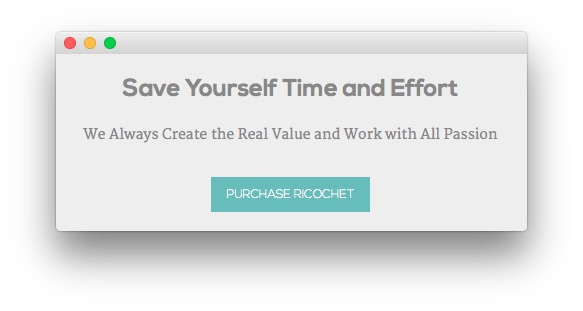 Save Yourself Time and Effort
We Always Create the Real Value and Work with All Passion
PURCHASE RICOCHET